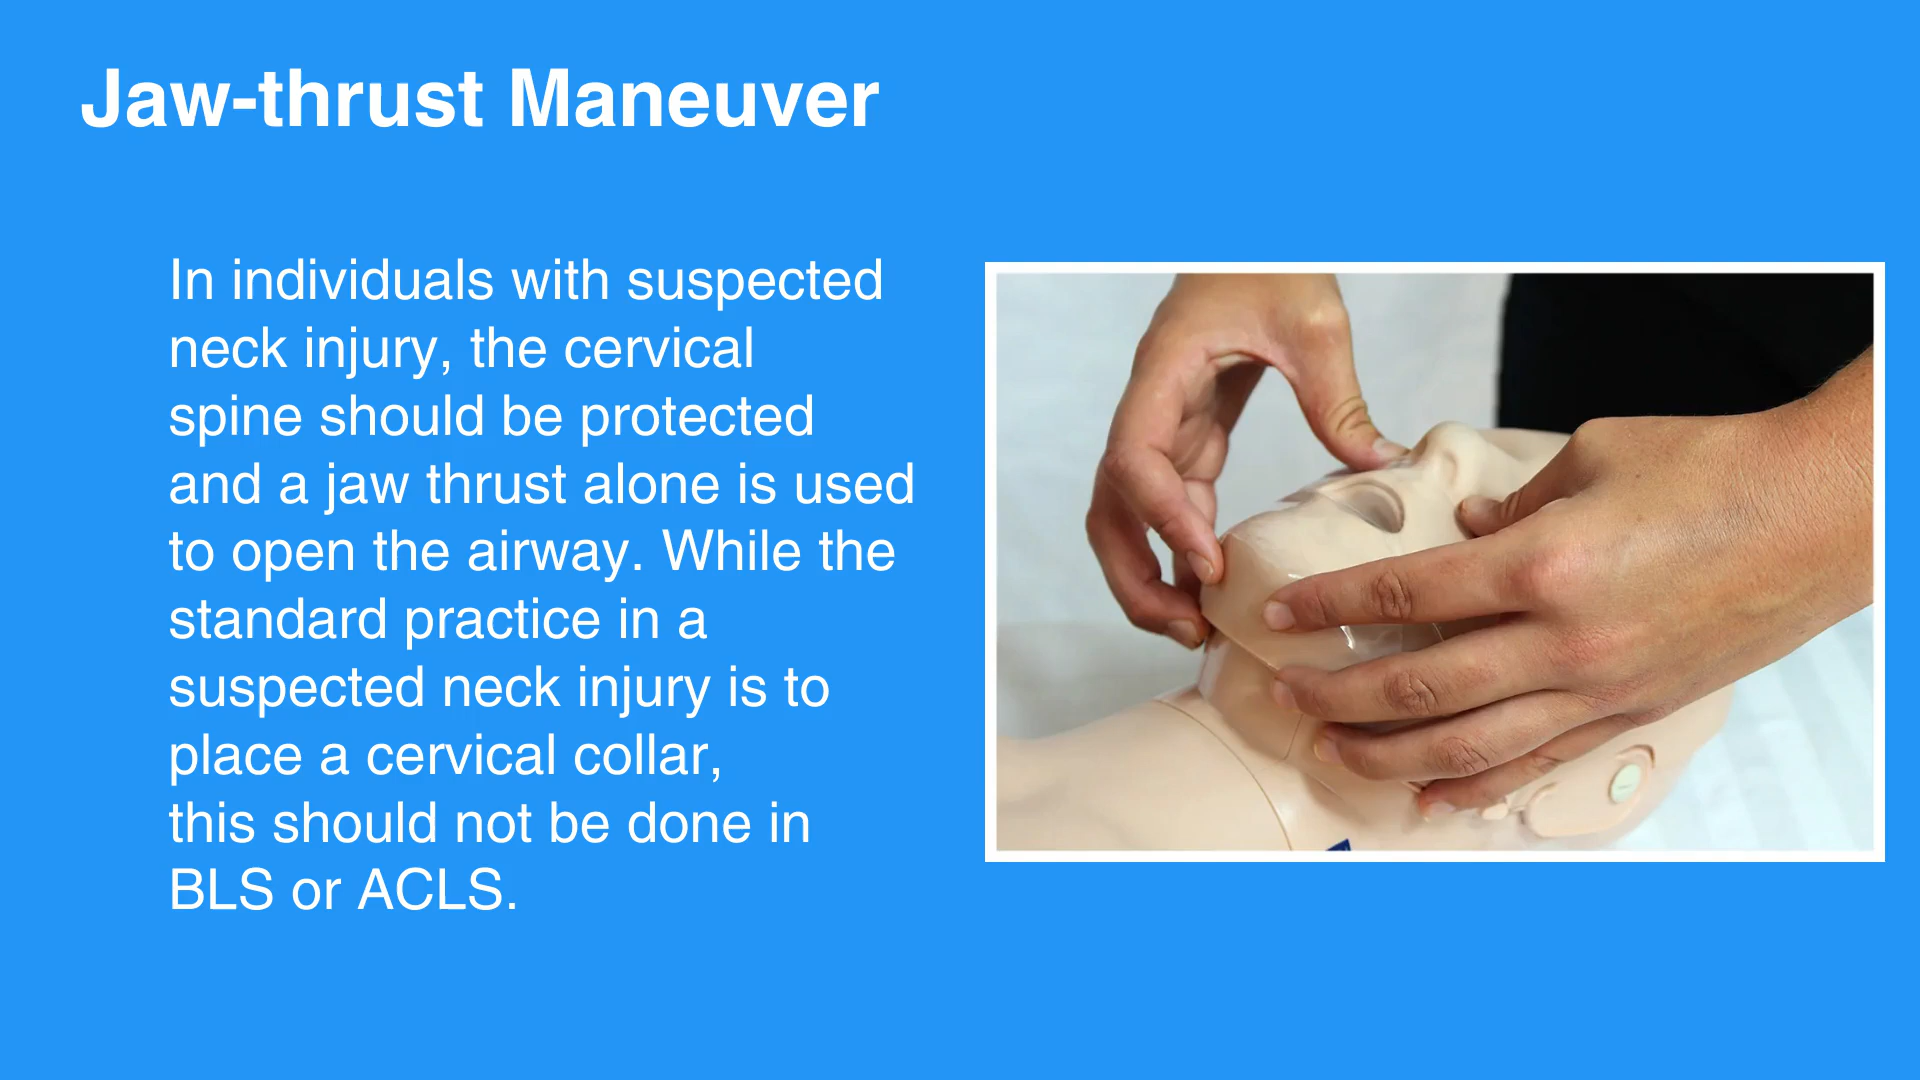 Jaw-thrust Maneuver
In individuals with suspected
neck injury, the cervical
spine should be protected
and a jaw thrust alone is used
to open the airway. While the
standard practice in a
suspected neck injury is to
place a cervical collar,
this should not be done in
BLS or ACLS.